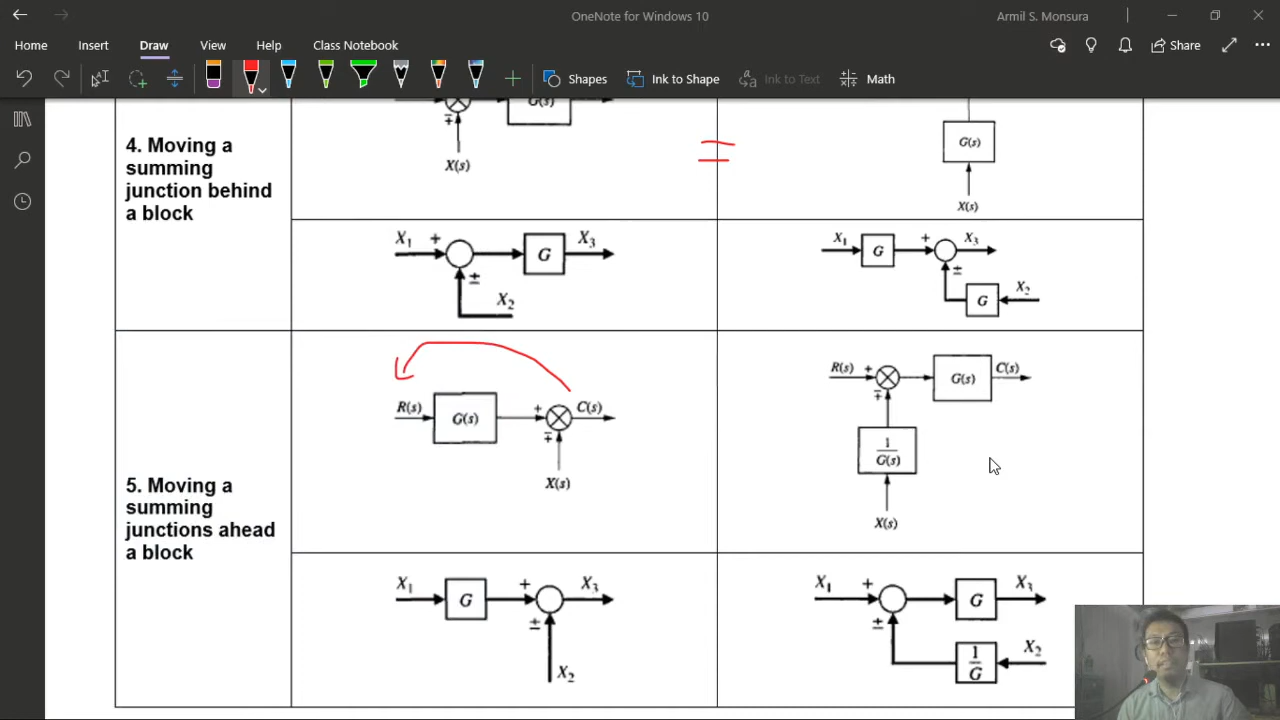 OneNote for Windows 10
Armil S. Monsura
Home Insert Draw View Help Class Notebook
Share
Shapes Ink to Shape Ink to Text Math
4. Moving a
summing
junction behind
a block
G(s)
∓
X(s)
=
G(s)
X(s)
X₁ + G X₃
±
X₂
X₁ G + X₃
±
G X₂
5. Moving a
summing
junctions ahead
a block
R(s) G(s) + C(s)
∓
X(s)
R(s) + G(s) C(s)
∓
1
G(s)
X(s)
X₁ G + X₃
±
X₂
X₁ + G X₃
±
1
G
X₂